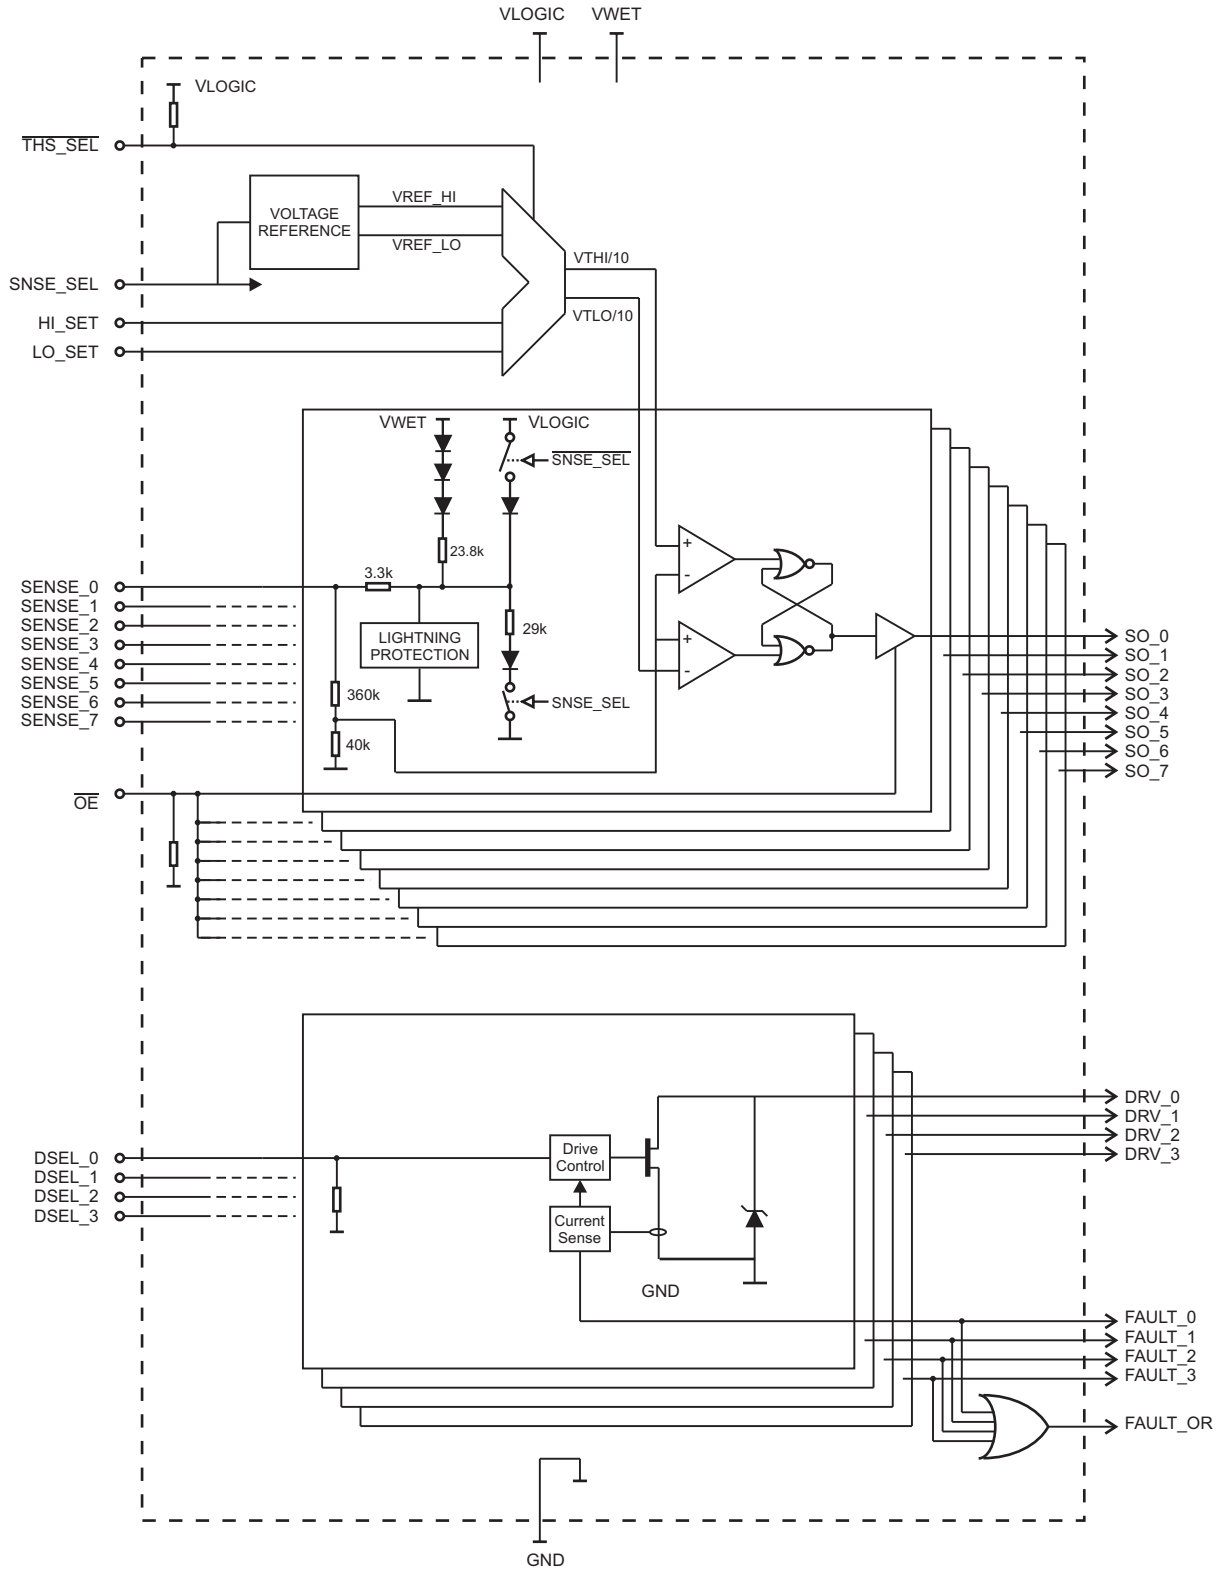 VLOGIC VWET
VLOGIC
THS_SEL
VOLTAGE
REFERENCE
VREF_HI
VREF_LO
VTHI/10
SNSE_SEL
HI_SET
VTLO/10
LO_SET
VWET
VLOGIC
SNSE_SEL
23.8k
3.3k
SENSE_0
SENSE_1
SENSE_2
SENSE_3
SENSE_4
SENSE_5
SENSE_6
SENSE_7
LIGHTNING
PROTECTION
29k
360k
SNSE_SEL
40k
+
-
+
-
SO_0
SO_1
SO_2
SO_3
SO_4
SO_5
SO_6
SO_7
OE
DRV_0
DRV_1
DRV_2
DRV_3
DSEL_0
DSEL_1
DSEL_2
DSEL_3
Drive
Control
Current
Sense
GND
FAULT_0
FAULT_1
FAULT_2
FAULT_3
FAULT_OR
GND